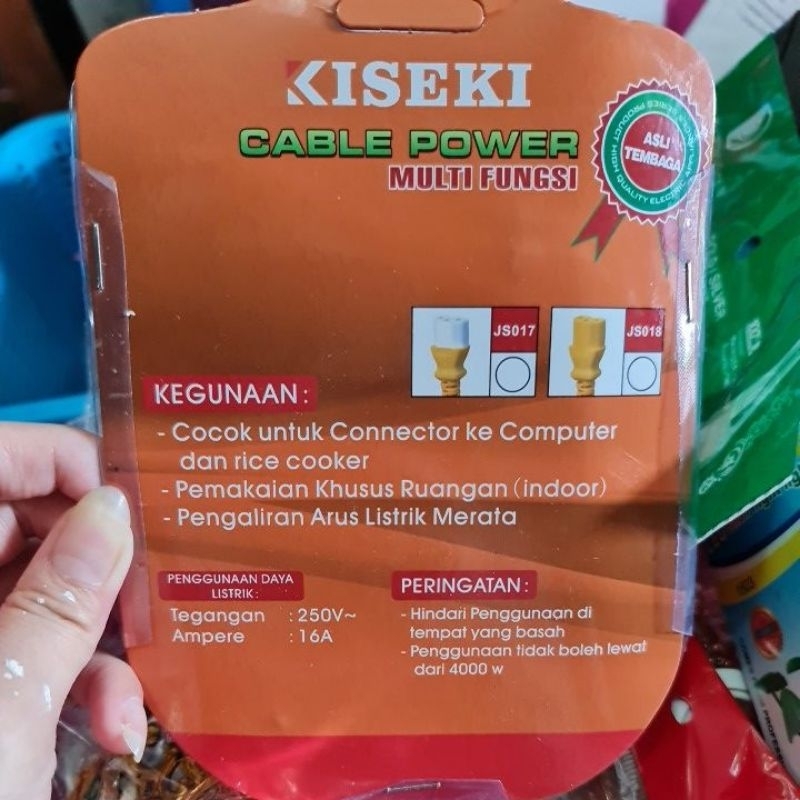 KISEKI
CABLE POWER
MULTI FUNGSI
ASLI
TEMBAGA
JS017
JS018
KEGUNAAN :
- Cocok untuk Connector ke Computer
dan rice cooker
- Pemakaian Khusus Ruangan (indoor)
- Pengaliran Arus Listrik Merata
PENGGUNAAN DAYA
LISTRIK :
Tegangan : 250V~
Ampere : 16A
PERINGATAN :
- Hindari Penggunaan di
tempat yang basah
- Penggunaan tidak boleh lewat
dari 4000 w